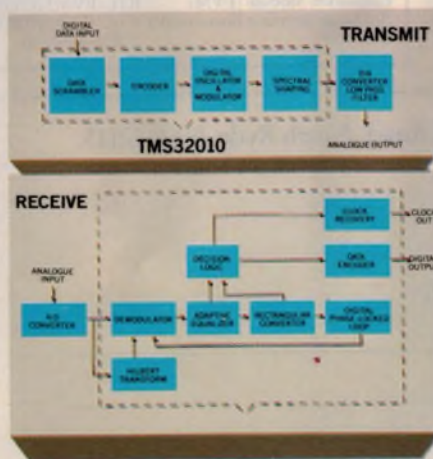 DIGITAL
DATA INPUT
TRANSMIT
DATA
SCRAMBLER
ENCODER
DIGITAL
OSCILLATOR
&
MODULATOR
SPECTRAL
SHAPING
D/A
CONVERTER
LOW PASS
FILTER
TMS32010
ANALOGUE OUTPUT
RECEIVE
CLOCK
RECOVERY
CLOCK
OUT
DECISION
LOGIC
DATA
ENCODER
DIGITAL
OUTPUT
ANALOGUE
INPUT
A/D
CONVERTER
DEMODULATOR
ADAPTIVE
EQUALIZER
RECTANGULAR
CONVERTER
DIGITAL
PHASE-LOCKED
LOOP
HILBERT
TRANSFORM